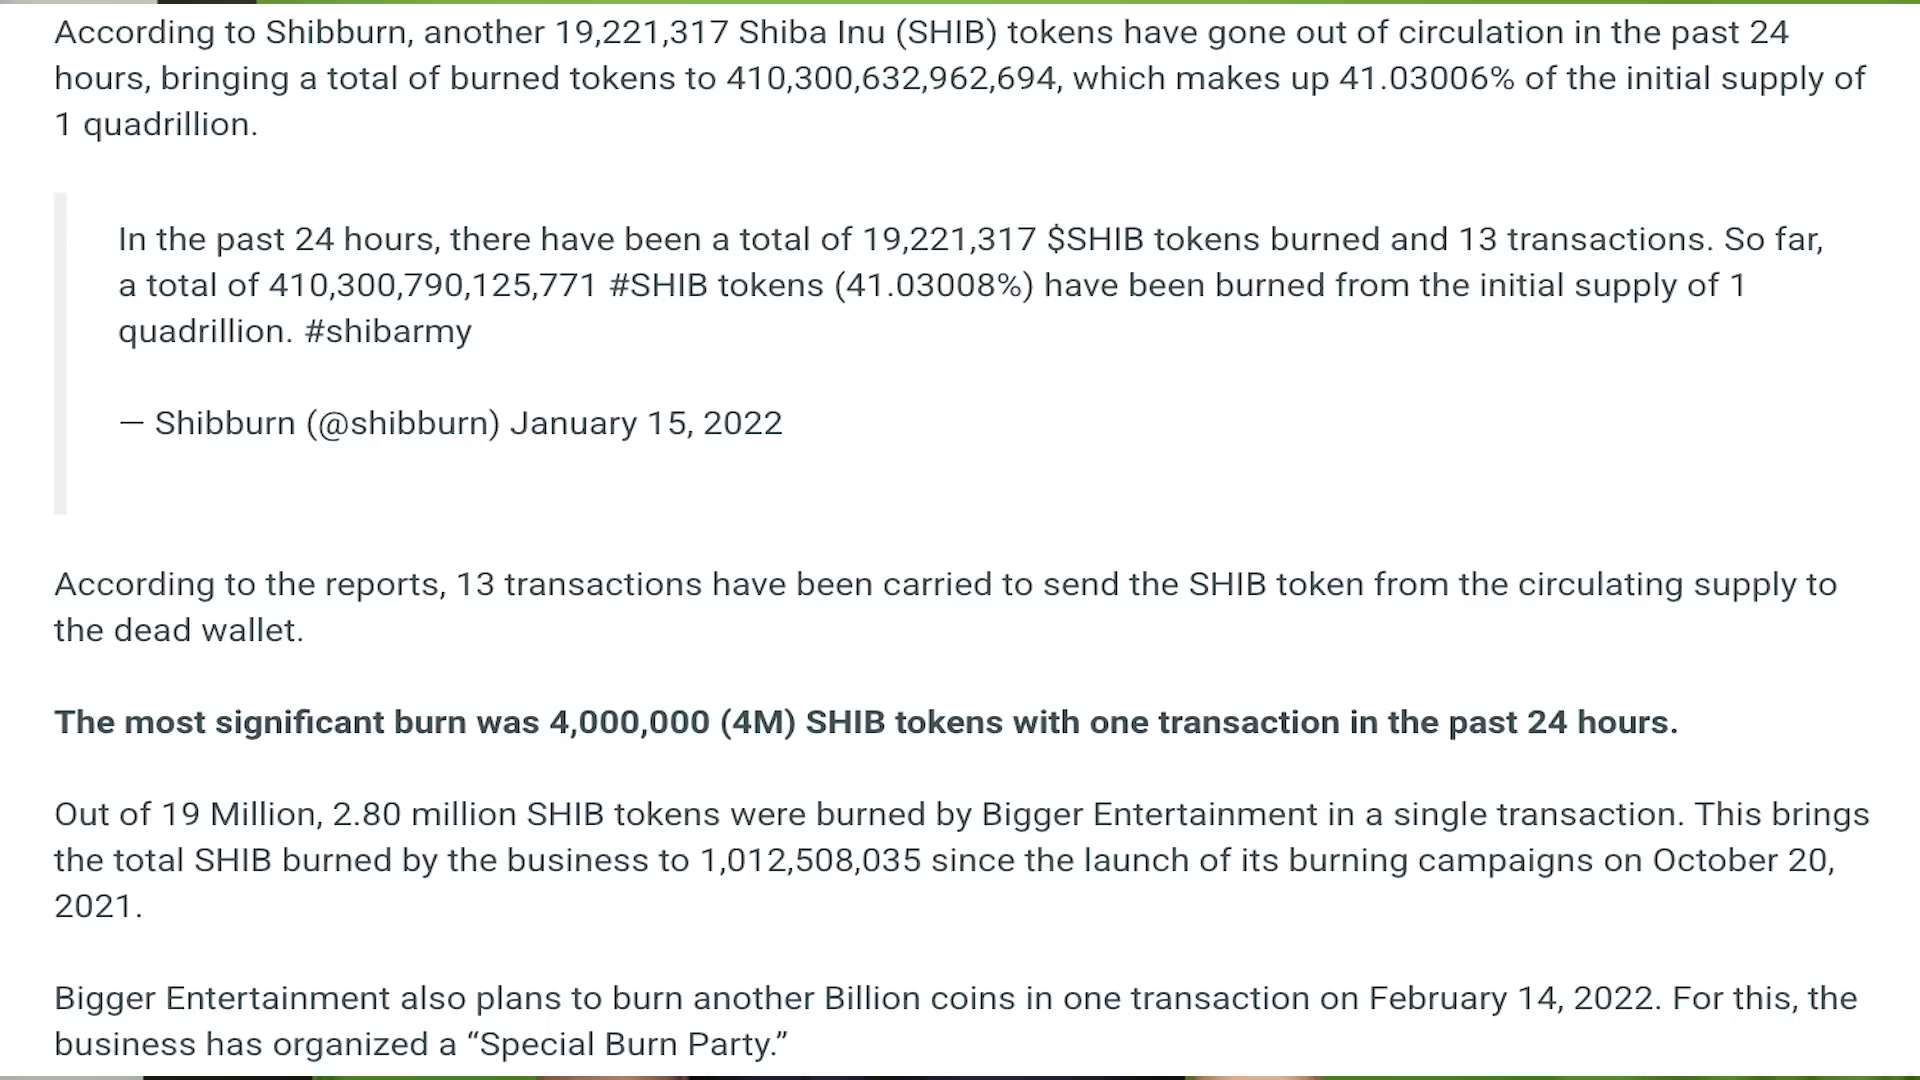 According to Shibburn, another 19,221,317 Shiba Inu (SHIB) tokens have gone out of circulation in the past 24
hours, bringing a total of burned tokens to 410,300,632,962,694, which makes up 41.03006% of the initial supply of
1 quadrillion.
In the past 24 hours, there have been a total of 19,221,317 $SHIB tokens burned and 13 transactions. So far,
a total of 410,300,790,125,771 #SHIB tokens (41.03008%) have been burned from the initial supply of 1
quadrillion. #shibarmy
— Shibburn (@shibburn) January 15, 2022
According to the reports, 13 transactions have been carried to send the SHIB token from the circulating supply to
the dead wallet.
The most significant burn was 4,000,000 (4M) SHIB tokens with one transaction in the past 24 hours.
Out of 19 Million, 2.80 million SHIB tokens were burned by Bigger Entertainment in a single transaction. This brings
the total SHIB burned by the business to 1,012,508,035 since the launch of its burning campaigns on October 20,
2021.
Bigger Entertainment also plans to burn another Billion coins in one transaction on February 14, 2022. For this, the
business has organized a “Special Burn Party.”